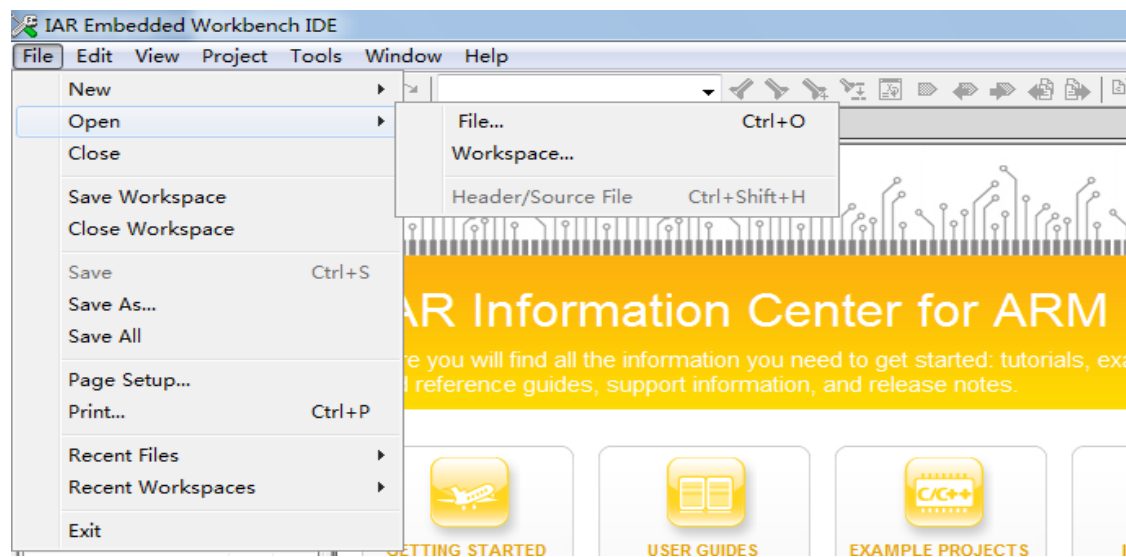 IAR Embedded Workbench IDE
File Edit View Project Tools Window Help
New
Open
Close
Save Workspace
Close Workspace
Save Ctrl+S
Save As...
Save All
Page Setup...
Print... Ctrl+P
Recent Files
Recent Workspaces
Exit
File... Ctrl+O
Workspace...
Header/Source File Ctrl+Shift+H
AR Information Center for ARM
e you will find all the information you need to get started: tutorials, exa
reference guides, support information, and release notes.
C/C++
GETTING STARTED USER GUIDES EXAMPLE PROJECTS